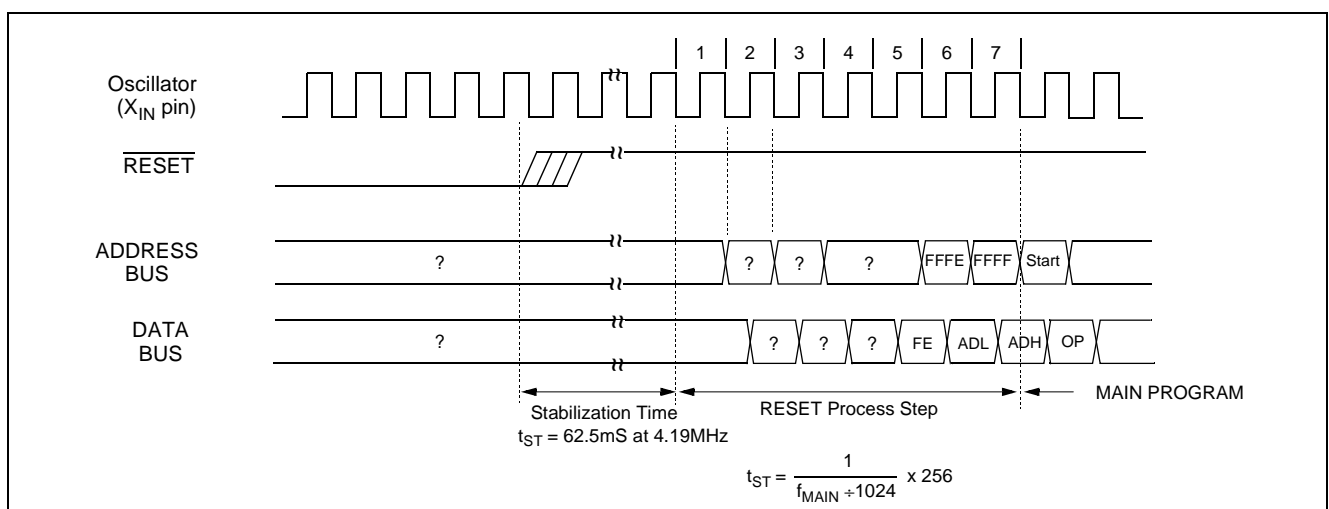 1 2 3 4 5 6 7
Oscillator
(XIN pin)
RESET
ADDRESS
BUS
? ? ? ? FFFE FFFF Start
DATA
BUS
? ? ? ? FE ADL ADH OP
Stabilization Time
tST = 62.5mS at 4.19MHz
RESET Process Step
MAIN PROGRAM
tST = 1 x 256
fMAIN ÷1024